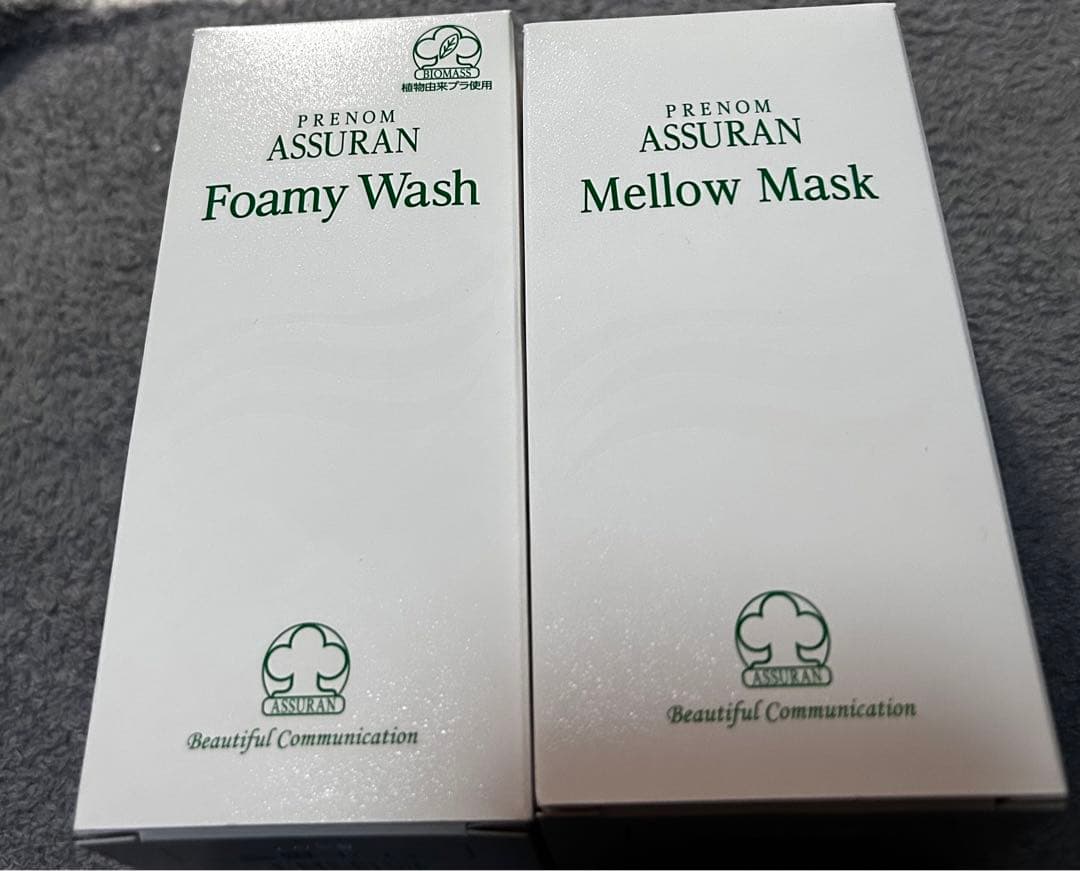 BIOMASS
植物由来プラ使用
PRENOM
ASSURAN
Foamy Wash
ASSURAN
Beautiful Communication
PRENOM
ASSURAN
Mellow Mask
ASSURAN
Beautiful Communication